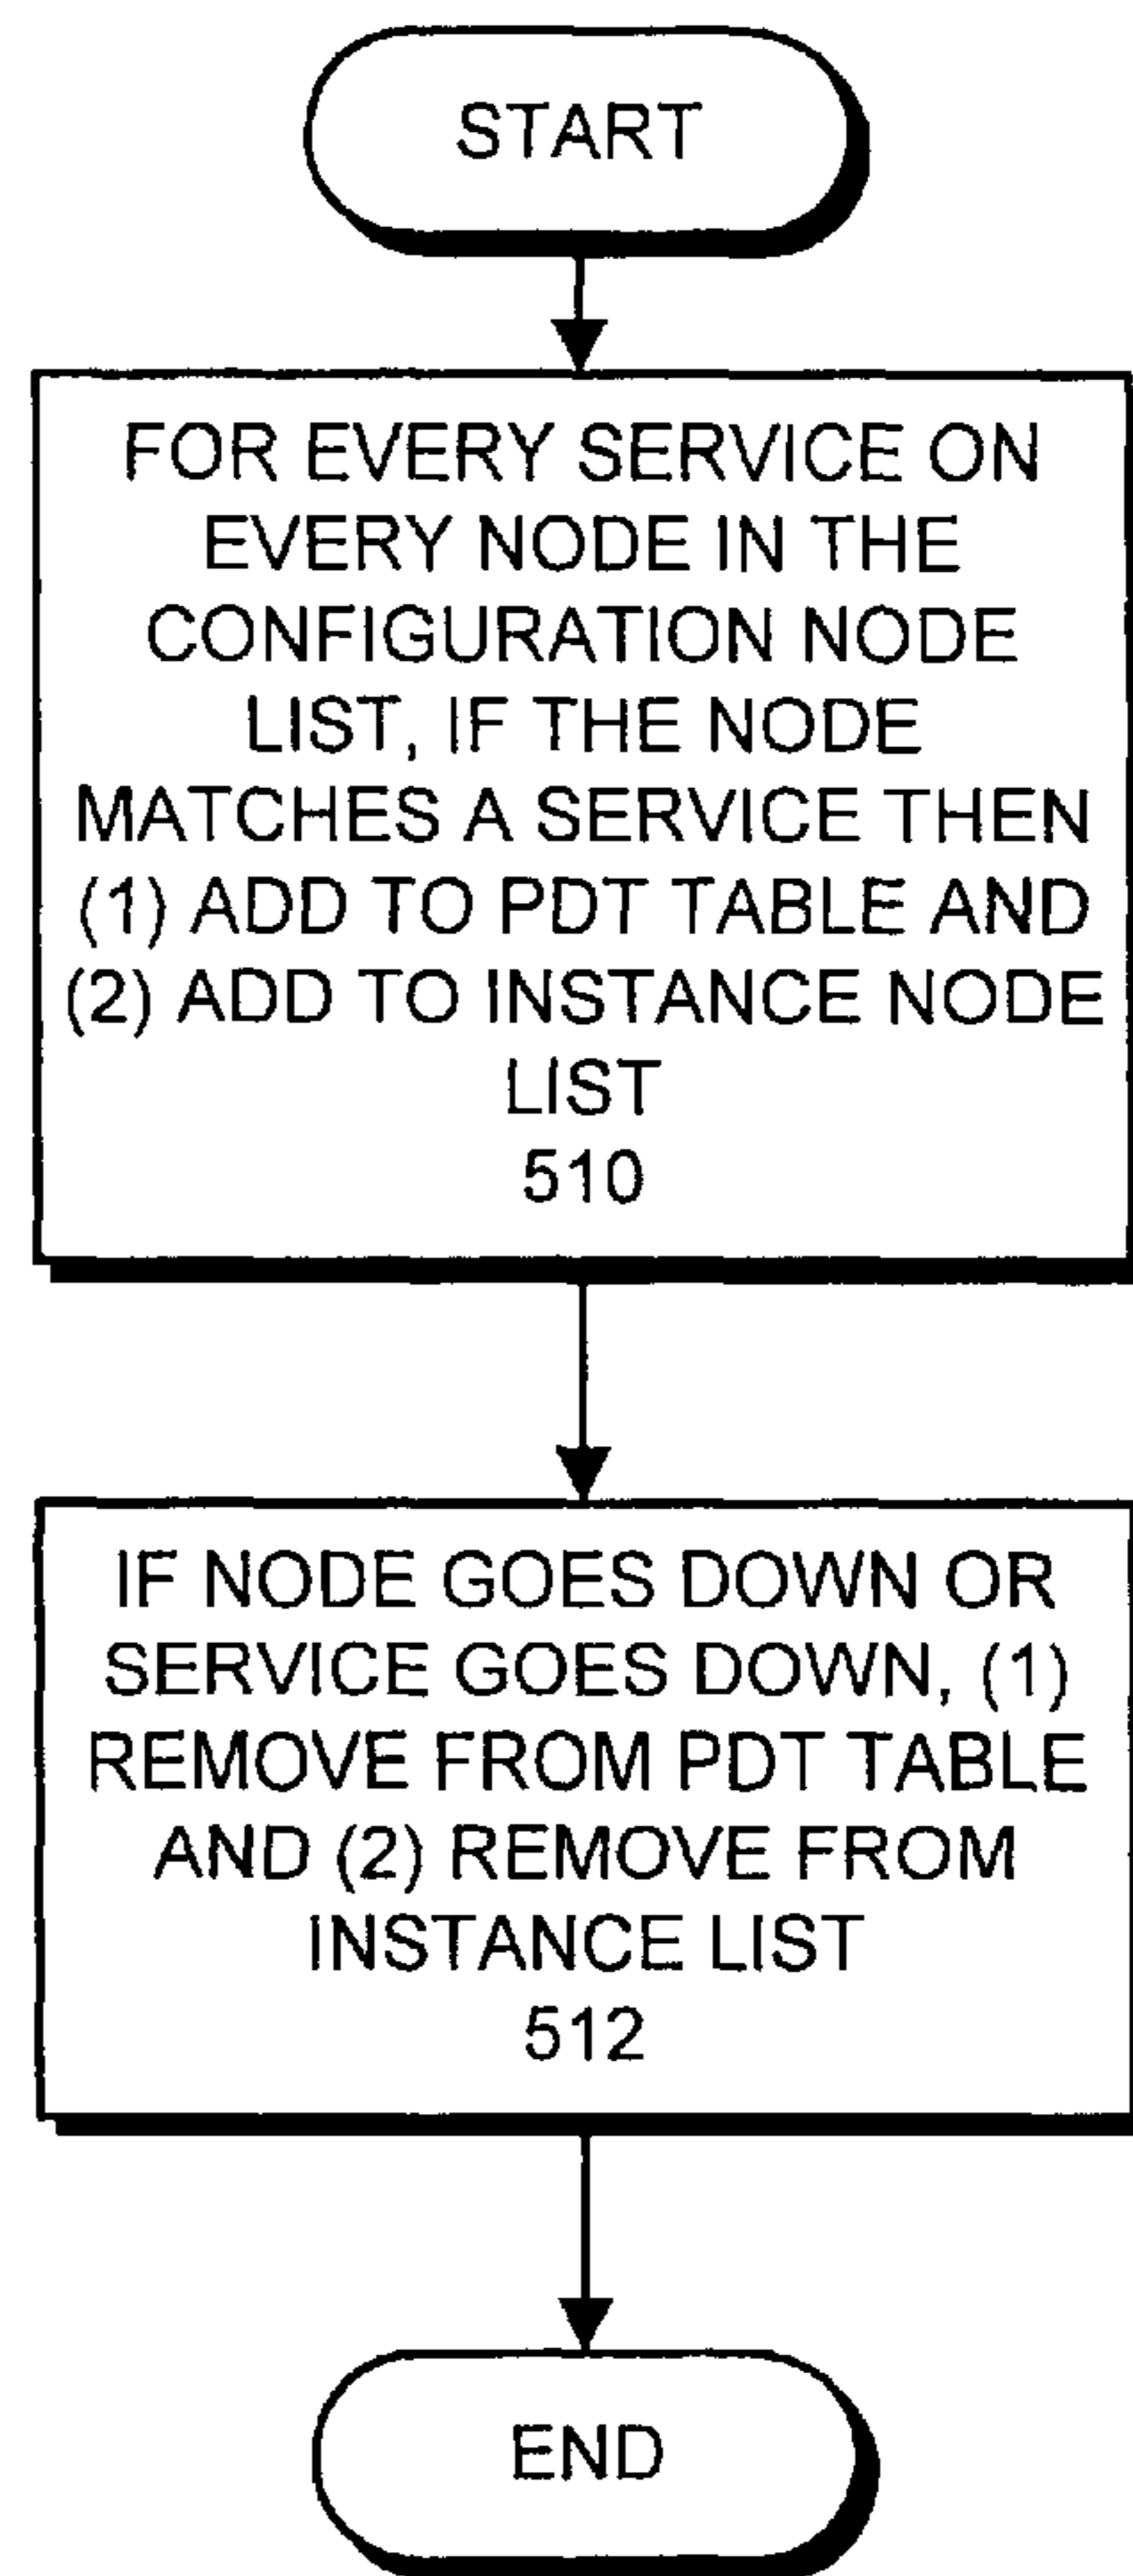 START
FOR EVERY SERVICE ON
EVERY NODE IN THE
CONFIGURATION NODE
LIST, IF THE NODE
MATCHES A SERVICE THEN
(1) ADD TO PDT TABLE AND
(2) ADD TO INSTANCE NODE
LIST
510
IF NODE GOES DOWN OR
SERVICE GOES DOWN, (1)
REMOVE FROM PDT TABLE
AND (2) REMOVE FROM
INSTANCE LIST
512
END